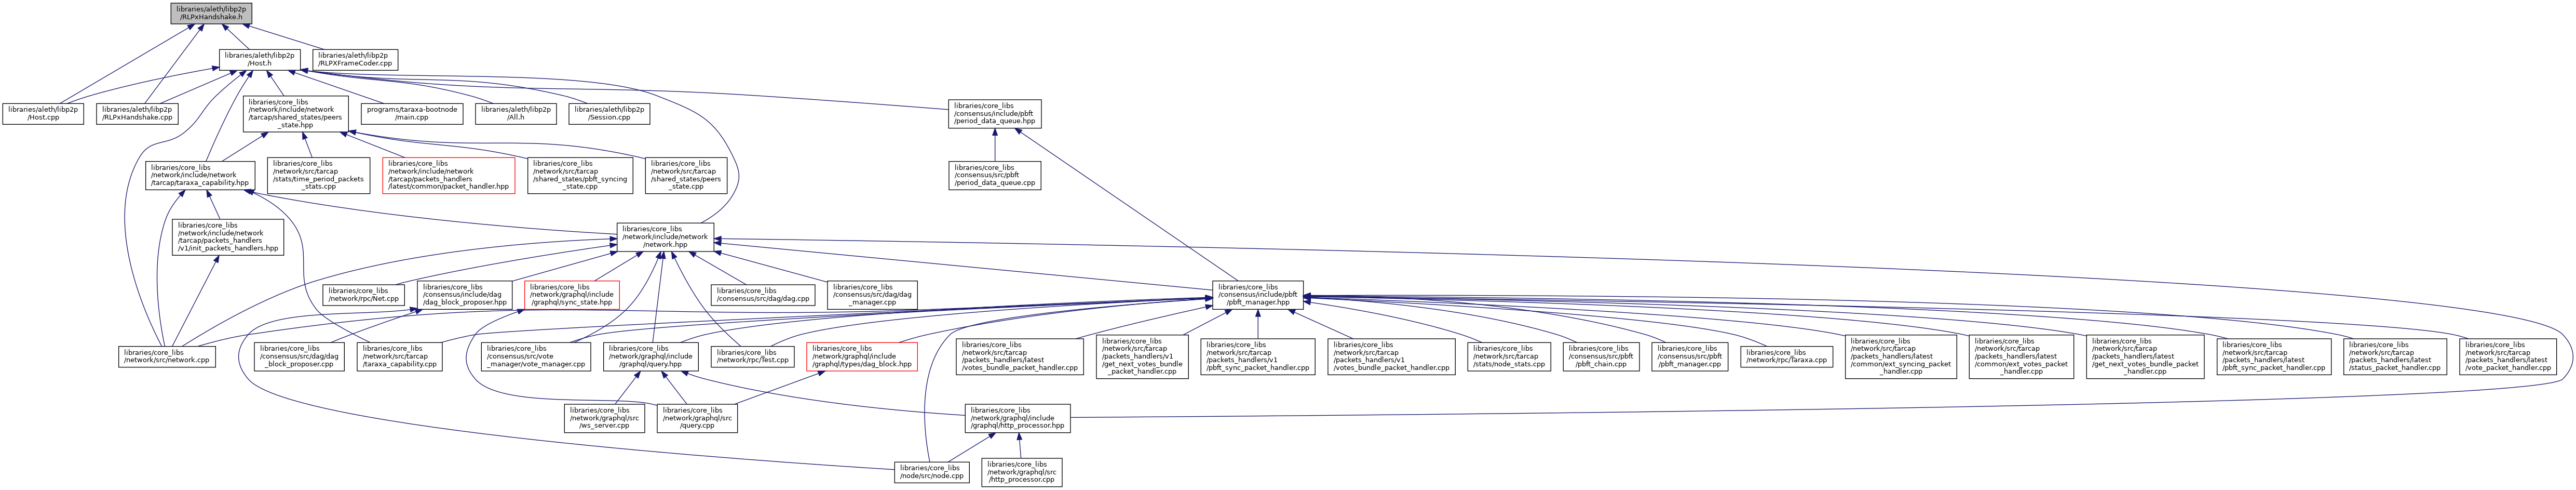 libraries/aleth/libp2p
/RLPxHandshake.h
libraries/aleth/libp2p
/Host.h
libraries/aleth/libp2p
/RLPXFrameCoder.cpp
libraries/aleth/libp2p
/Host.cpp
libraries/aleth/libp2p
/RLPxHandshake.cpp
libraries/core_libs
/network/include/network
/tarcap/shared_states/peers
_state.hpp
programs/taraxa-bootnode
/main.cpp
libraries/aleth/libp2p
/All.h
libraries/aleth/libp2p
/Session.cpp
libraries/core_libs
/consensus/include/pbft
/period_data_queue.hpp
libraries/core_libs
/network/include/network
/tarcap/taraxa_capability.hpp
libraries/core_libs
/network/src/tarcap
/stats/time_period_packets
_stats.cpp
libraries/core_libs
/network/include/network
/tarcap/packets_handlers
/latest/common/packet_handler.hpp
libraries/core_libs
/network/src/tarcap
/shared_states/pbft_syncing
_state.cpp
libraries/core_libs
/network/src/tarcap
/shared_states/peers
_state.cpp
libraries/core_libs
/consensus/src/pbft
/period_data_queue.cpp
libraries/core_libs
/network/include/network
/tarcap/packets_handlers
/v1/init_packets_handlers.hpp
libraries/core_libs
/network/include/network
/network.hpp
libraries/core_libs
/network/rpc/Net.cpp
libraries/core_libs
/consensus/include/dag
/dag_block_proposer.hpp
libraries/core_libs
/network/graphql/include
/graphql/sync_state.hpp
libraries/core_libs
/consensus/src/dag/dag.cpp
libraries/core_libs
/consensus/src/dag/dag
_manager.cpp
libraries/core_libs
/consensus/include/pbft
/pbft_manager.hpp
libraries/core_libs
/network/src/network.cpp
libraries/core_libs
/consensus/src/dag/dag
_block_proposer.cpp
libraries/core_libs
/network/src/tarcap
/taraxa_capability.cpp
libraries/core_libs
/consensus/src/vote
_manager/vote_manager.cpp
libraries/core_libs
/network/graphql/include
/graphql/query.hpp
libraries/core_libs
/network/rpc/Test.cpp
libraries/core_libs
/network/graphql/include
/graphql/types/dag_block.hpp
libraries/core_libs
/network/src/tarcap
/packets_handlers/latest
/votes_bundle_packet_handler.cpp
libraries/core_libs
/network/src/tarcap
/packets_handlers/v1
/get_next_votes_bundle
_packet_handler.cpp
libraries/core_libs
/network/src/tarcap
/packets_handlers/v1
/pbft_sync_packet_handler.cpp
libraries/core_libs
/network/src/tarcap
/packets_handlers/v1
/votes_bundle_packet_handler.cpp
libraries/core_libs
/network/src/tarcap
/stats/node_stats.cpp
libraries/core_libs
/consensus/src/pbft
/pbft_chain.cpp
libraries/core_libs
/consensus/src/pbft
/pbft_manager.cpp
libraries/core_libs
/network/rpc/Taraxa.cpp
libraries/core_libs
/network/src/tarcap
/packets_handlers/latest
/common/ext_syncing_packet
_handler.cpp
libraries/core_libs
/network/src/tarcap
/packets_handlers/latest
/common/ext_votes_packet
_handler.cpp
libraries/core_libs
/network/src/tarcap
/packets_handlers/latest
/get_next_votes_bundle_packet
_handler.cpp
libraries/core_libs
/network/src/tarcap
/packets_handlers/latest
/pbft_sync_packet_handler.cpp
libraries/core_libs
/network/src/tarcap
/packets_handlers/latest
/status_packet_handler.cpp
libraries/core_libs
/network/src/tarcap
/packets_handlers/latest
/vote_packet_handler.cpp
libraries/core_libs
/network/graphql/src
/ws_server.cpp
libraries/core_libs
/network/graphql/src
/query.cpp
libraries/core_libs
/network/graphql/include
/graphql/http_processor.hpp
libraries/core_libs
/node/src/node.cpp
libraries/core_libs
/network/graphql/src
/http_processor.cpp